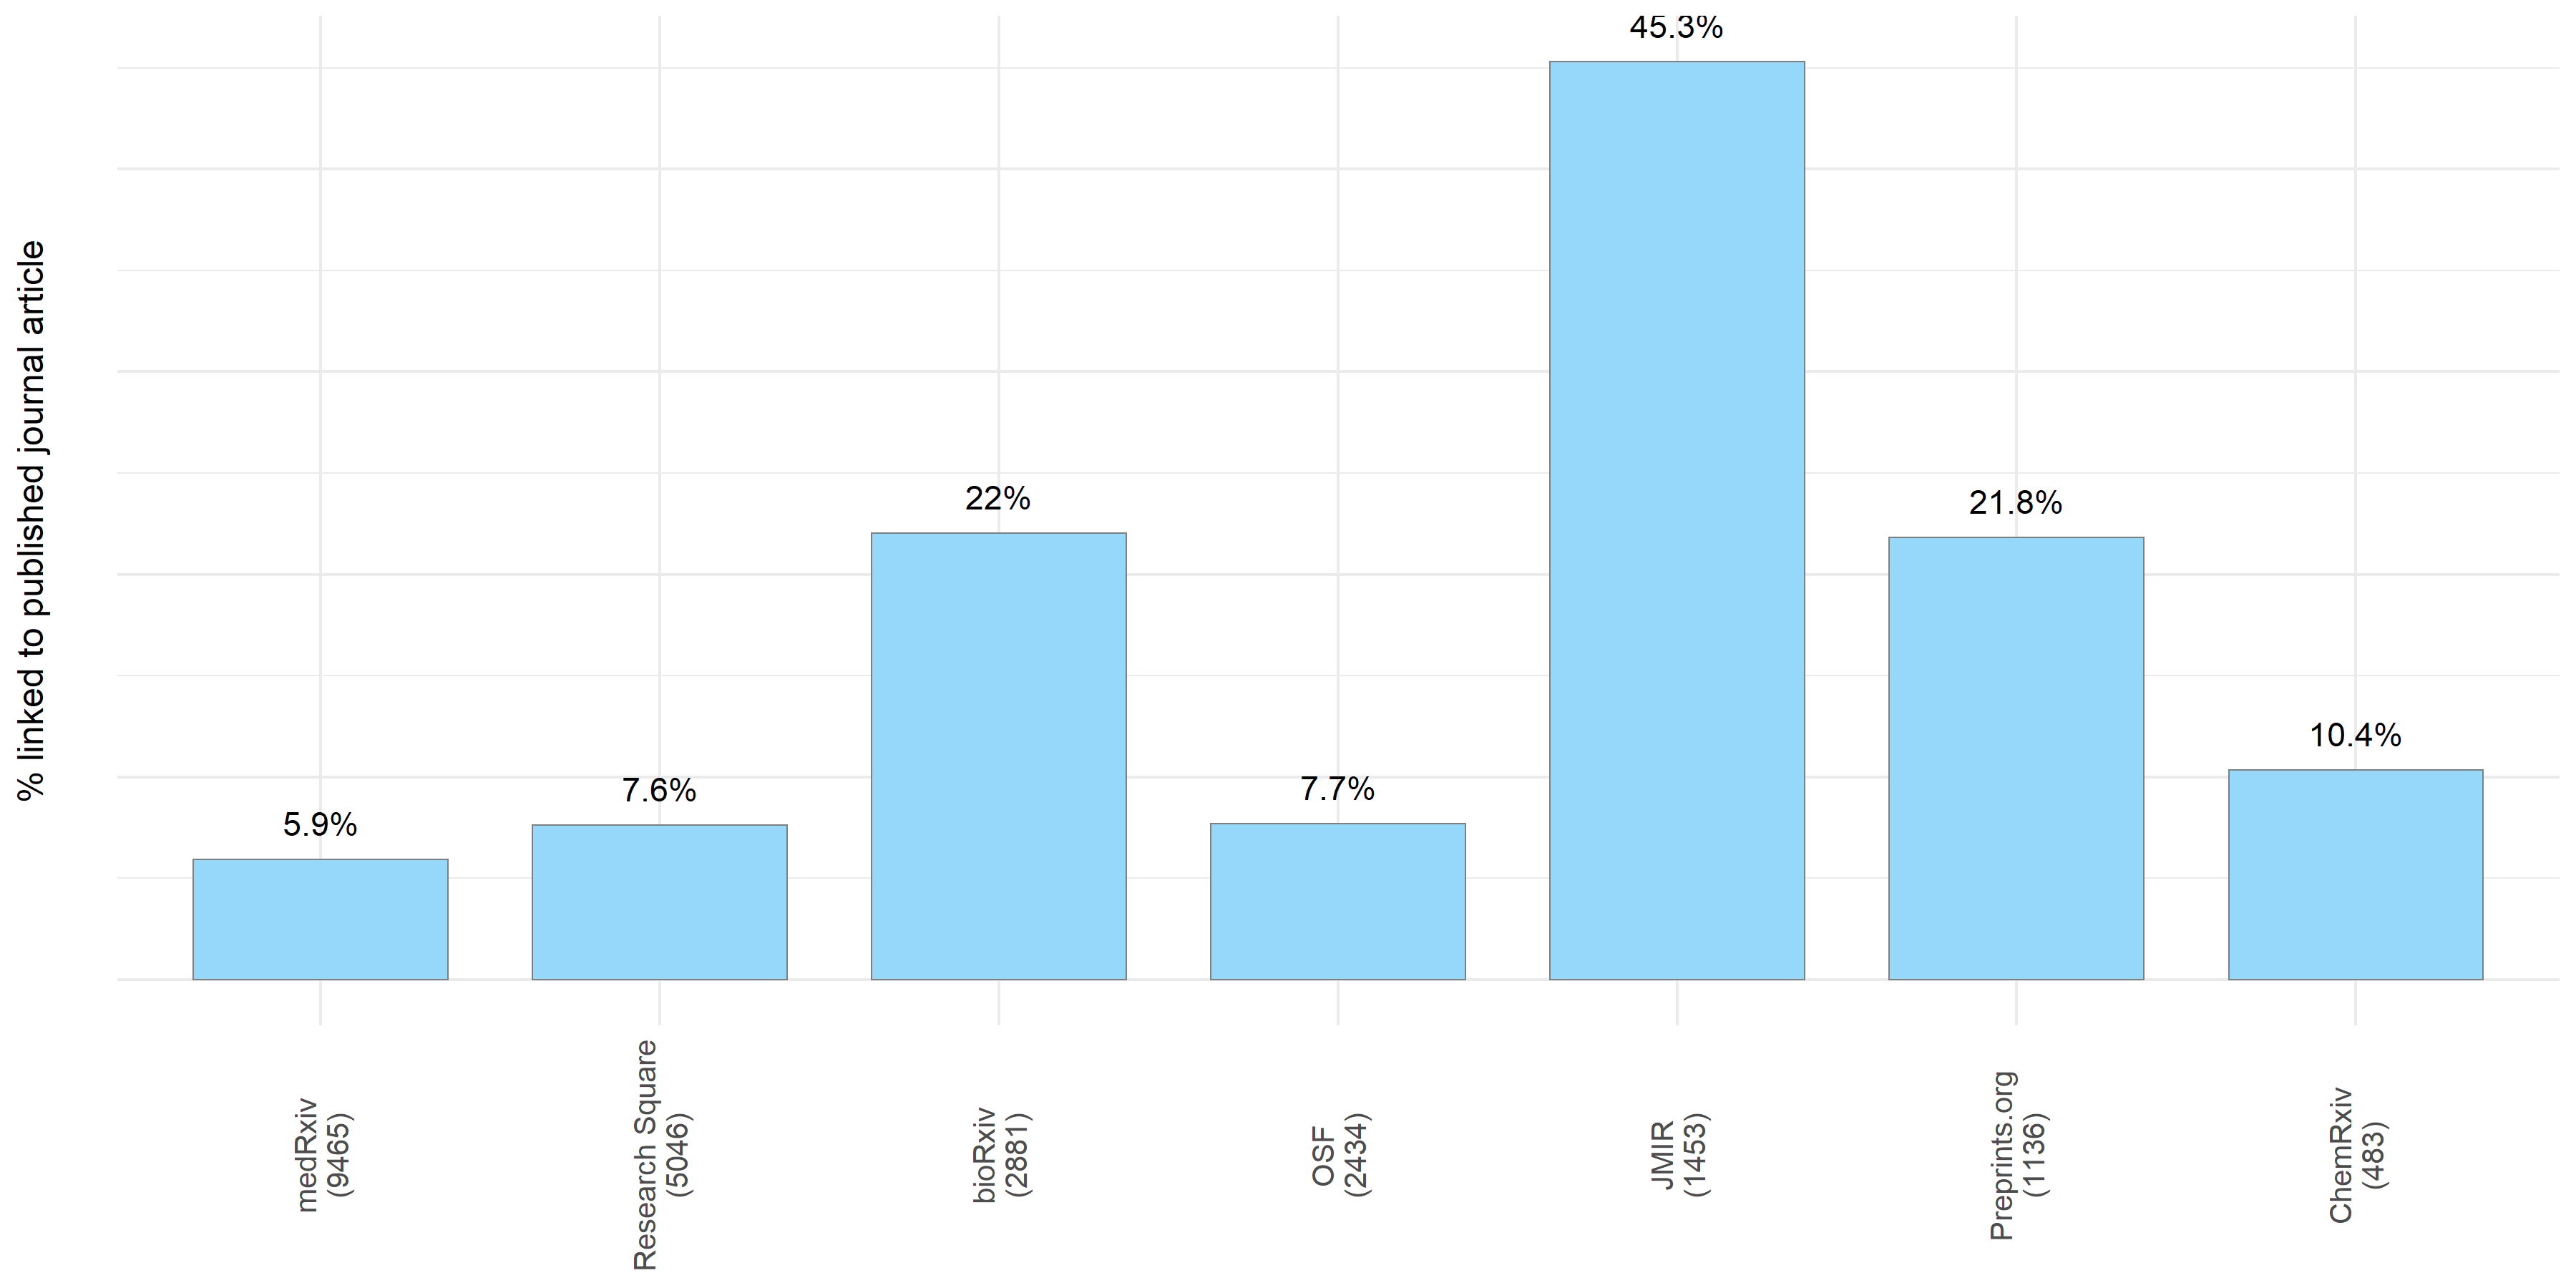 % linked to published journal article
5.9%
7.6%
22%
7.7%
45.3%
21.8%
10.4%
medRxiv
(9465)
Research Square
(5046)
bioRxiv
(2881)
OSF
(2434)
JMIR
(1453)
Preprints.org
(1136)
ChemRxiv
(483)